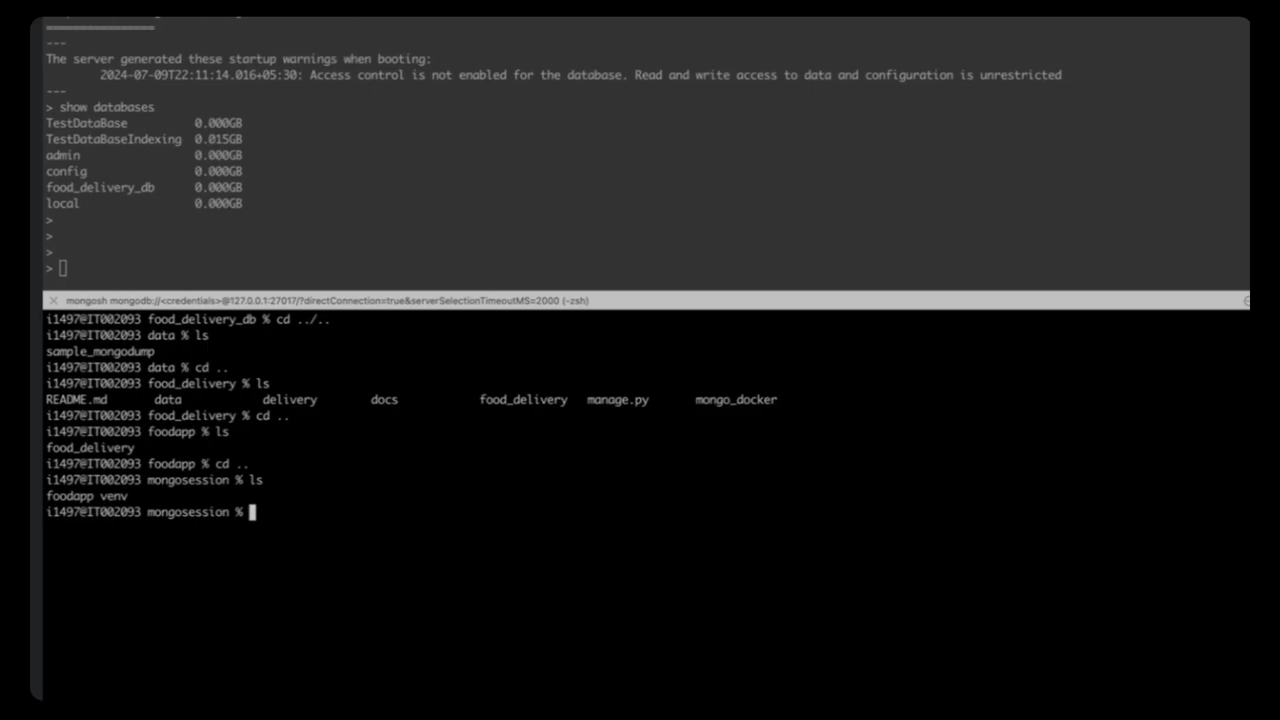 ================
---
The server generated these startup warnings when booting:
2024-07-09T22:11:14.016+05:30: Access control is not enabled for the database. Read and write access to data and configuration is unrestricted
---
> show databases
TestDataBase 0.000GB
TestDataBaseIndexing 0.015GB
admin 0.000GB
config 0.000GB
food_delivery_db 0.000GB
local 0.000GB
>
>
>
>
mongosh mongodb://<credentials>@127.0.0.1:27017/?directConnection=true&serverSelectionTimeoutMS=2000 (-zsh)
i1497@IT002093 food_delivery_db % cd ../..
i1497@IT002093 data % ls
sample_mongodump
i1497@IT002093 data % cd ..
i1497@IT002093 food_delivery % ls
README.md data delivery docs food_delivery manage.py mongo_docker
i1497@IT002093 food_delivery % cd ..
i1497@IT002093 foodapp % ls
food_delivery
i1497@IT002093 foodapp % cd ..
i1497@IT002093 mongosession % ls
foodapp venv
i1497@IT002093 mongosession %